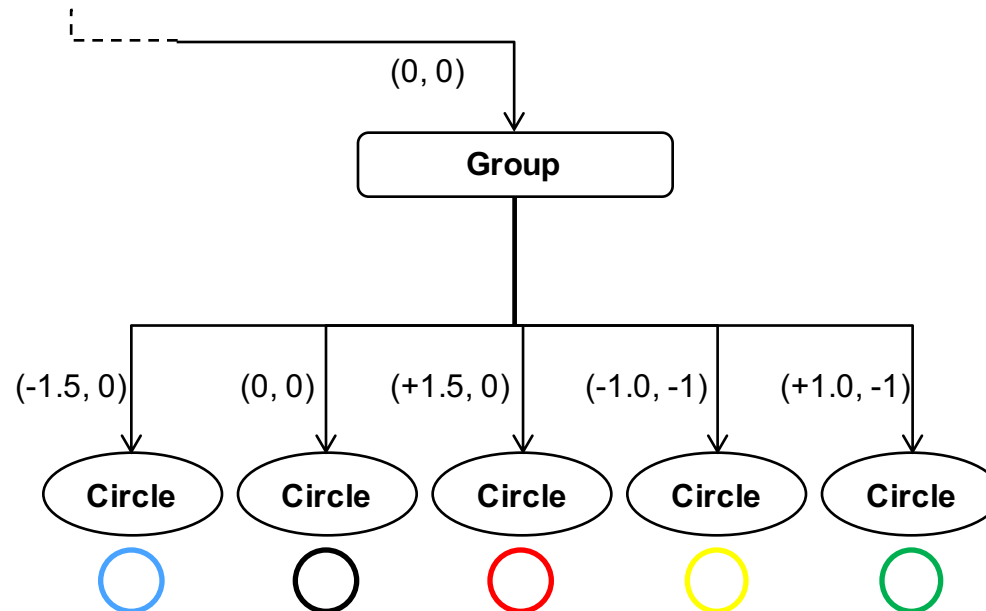 (0, 0)
Group
(-1.5, 0) (0, 0) (+1.5, 0) (-1.0, -1) (+1.0, -1)
Circle Circle Circle Circle Circle